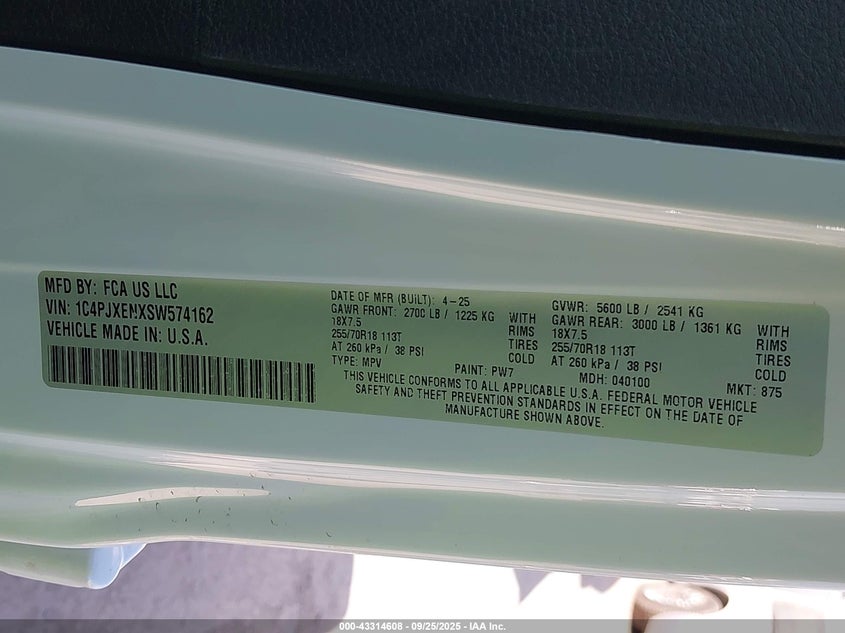 MFD BY: FCA US LLC
VIN: 1C4PJXENXSW574162
VEHICLE MADE IN: U.S.A.
DATE OF MFR (BUILT): 4-25
GAWR FRONT: 2700 LB / 1225 KG WITH
18X7.5 RIMS
255/70R18 113T TIRES
AT 260 kPa / 38 PSI COLD
TYPE: MPV PAINT: PW7
GVWR: 5600 LB / 2541 KG
GAWR REAR: 3000 LB / 1361 KG WITH
18X7.5 RIMS
255/70R18 113T TIRES
AT 260 kPa / 38 PSI COLD
MDH: 040100 MKT: 875
THIS VEHICLE CONFORMS TO ALL APPLICABLE U.S.A. FEDERAL MOTOR VEHICLE
SAFETY AND THEFT PREVENTION STANDARDS IN EFFECT ON THE DATE OF
MANUFACTURE SHOWN ABOVE.
000-43314608 - 09/25/2025 - IAA Inc.